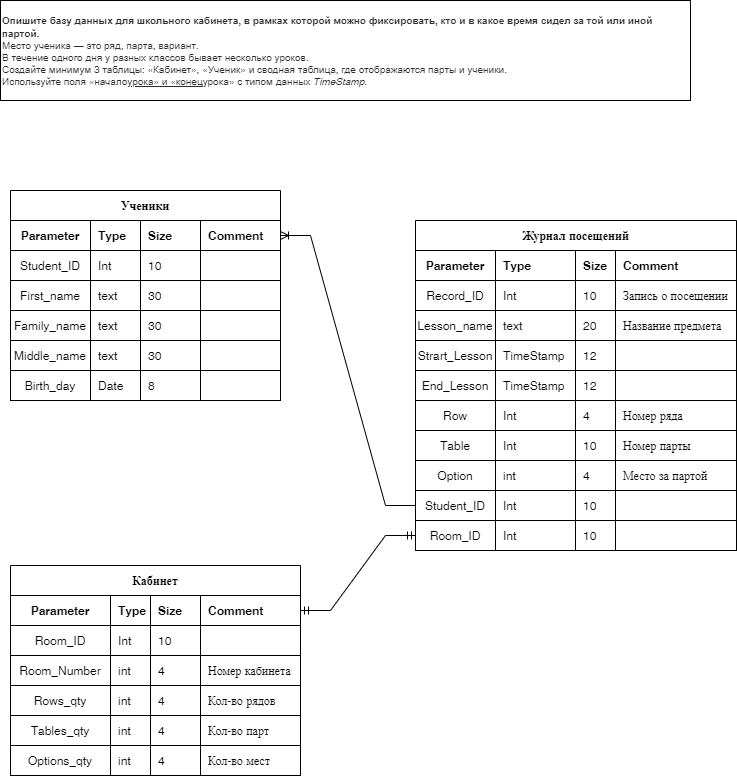 Опишите базу данных для школьного кабинета, в рамках которой можно фиксировать, кто и в какое время сидел за той или иной
партой.
Место ученика — это ряд, парта, вариант.
В течение одного дня у разных классов бывает несколько уроков.
Создайте минимум 3 таблицы: «Кабинет», «Ученик» и сводная таблица, где отображаются парты и ученики.
Используйте поля «началоурока» и «конецурока» с типом данных TimeStamp.
Ученики
Parameter Type Size Comment
Student_ID Int 10
First_name text 30
Family_name text 30
Middle_name text 30
Birth_day Date 8
Журнал посещений
Parameter Type Size Comment
Record_ID Int 10 Запись о посещении
Lesson_name text 20 Название предмета
Strart_Lesson TimeStamp 12
End_Lesson TimeStamp 12
Row Int 4 Номер ряда
Table Int 10 Номер парты
Option int 4 Место за партой
Student_ID Int 10
Room_ID Int 10
Кабинет
Parameter Type Size Comment
Room_ID Int 10
Room_Number int 4 Номер кабинета
Rows_qty int 4 Кол-во рядов
Tables_qty int 4 Кол-во парт
Options_qty int 4 Кол-во мест